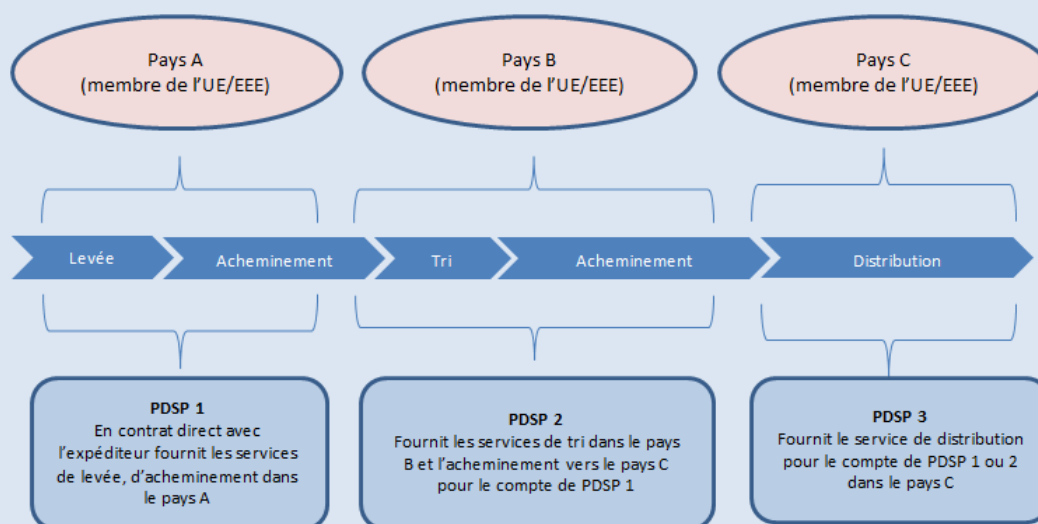 Pays A
(membre de l'UE/EEE)
Pays B
(membre de l'UE/EEE)
Pays C
(membre de l'UE/EEE)
Levée
Acheminement
Tri
Acheminement
Distribution
PDSP 1
En contrat direct avec
l'expéditeur fournit les services
de levée, d'acheminement dans
le pays A
PDSP 2
Fournit les services de tri dans le pays
B et l'acheminement vers le pays C
pour le compte de PDSP 1
PDSP 3
Fournit le service de distribution
pour le compte de PDSP 1 ou 2
dans le pays C